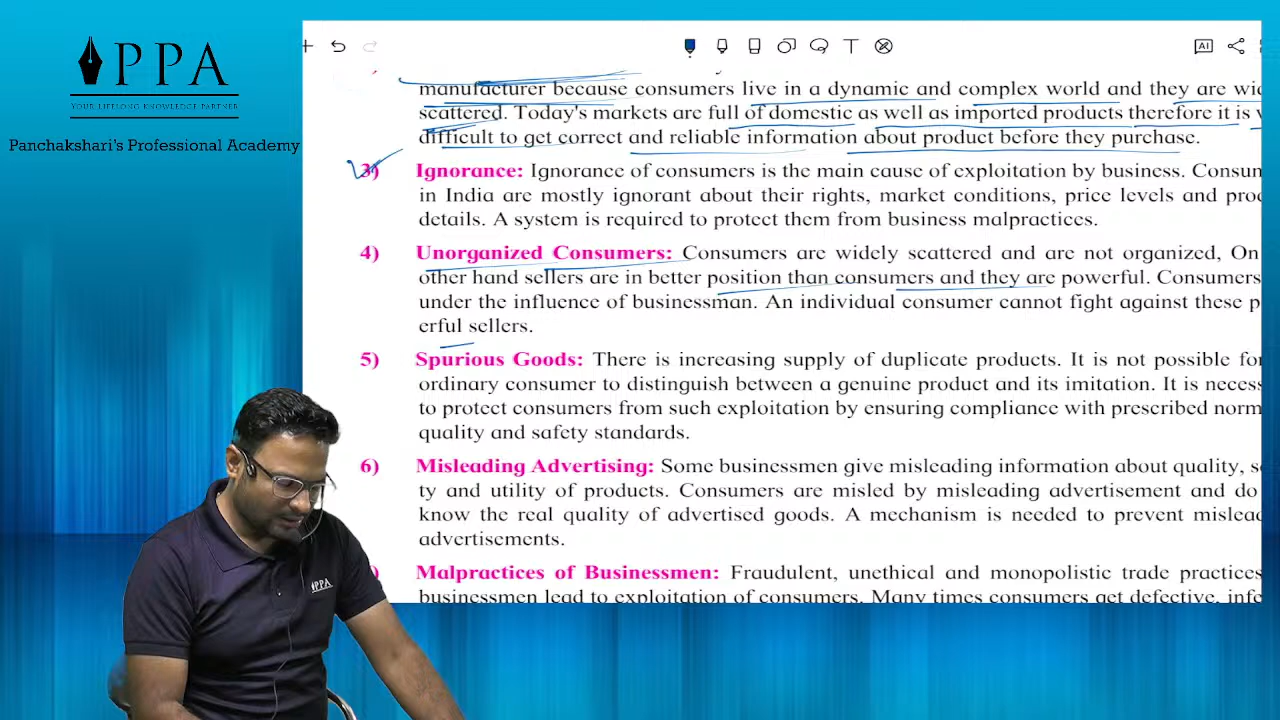 PPA
YOUR LIFELONG KNOWLEDGE PARTNER
Panchakshari's Professional Academy
T
AI
manufacturer because consumers live in a dynamic and complex world and they are
scattered. Today's markets are full of domestic as well as imported products therefore it is
difficult to get correct and reliable information about product before they purchase.
3) Ignorance: Ignorance of consumers is the main cause of exploitation by business.
in India are mostly ignorant about their rights, market conditions, price levels and
details. A system is required to protect them from business malpractices.
4) Unorganized Consumers: Consumers are widely scattered and are not organized, On
other hand sellers are in better position than consumers and they are powerful. Consumers
under the influence of businessman. An individual consumer cannot fight against these p
erful sellers.
5) Spurious Goods: There is increasing supply of duplicate products. It is not possible for
ordinary consumer to distinguish between a genuine product and its imitation. It is necess
to protect consumers from such exploitation by ensuring compliance with prescribed norm
quality and safety standards.
6) Misleading Advertising: Some businessmen give misleading information about quality,
ty and utility of products. Consumers are misled by misleading advertisement and do
know the real quality of advertised goods. A mechanism is needed to prevent
advertisements.
Malpractices of Businessmen: Fraudulent, unethical and monopolistic trade practices
businessmen lead to exploitation of consumers. Many times consumers get defective,
PPA